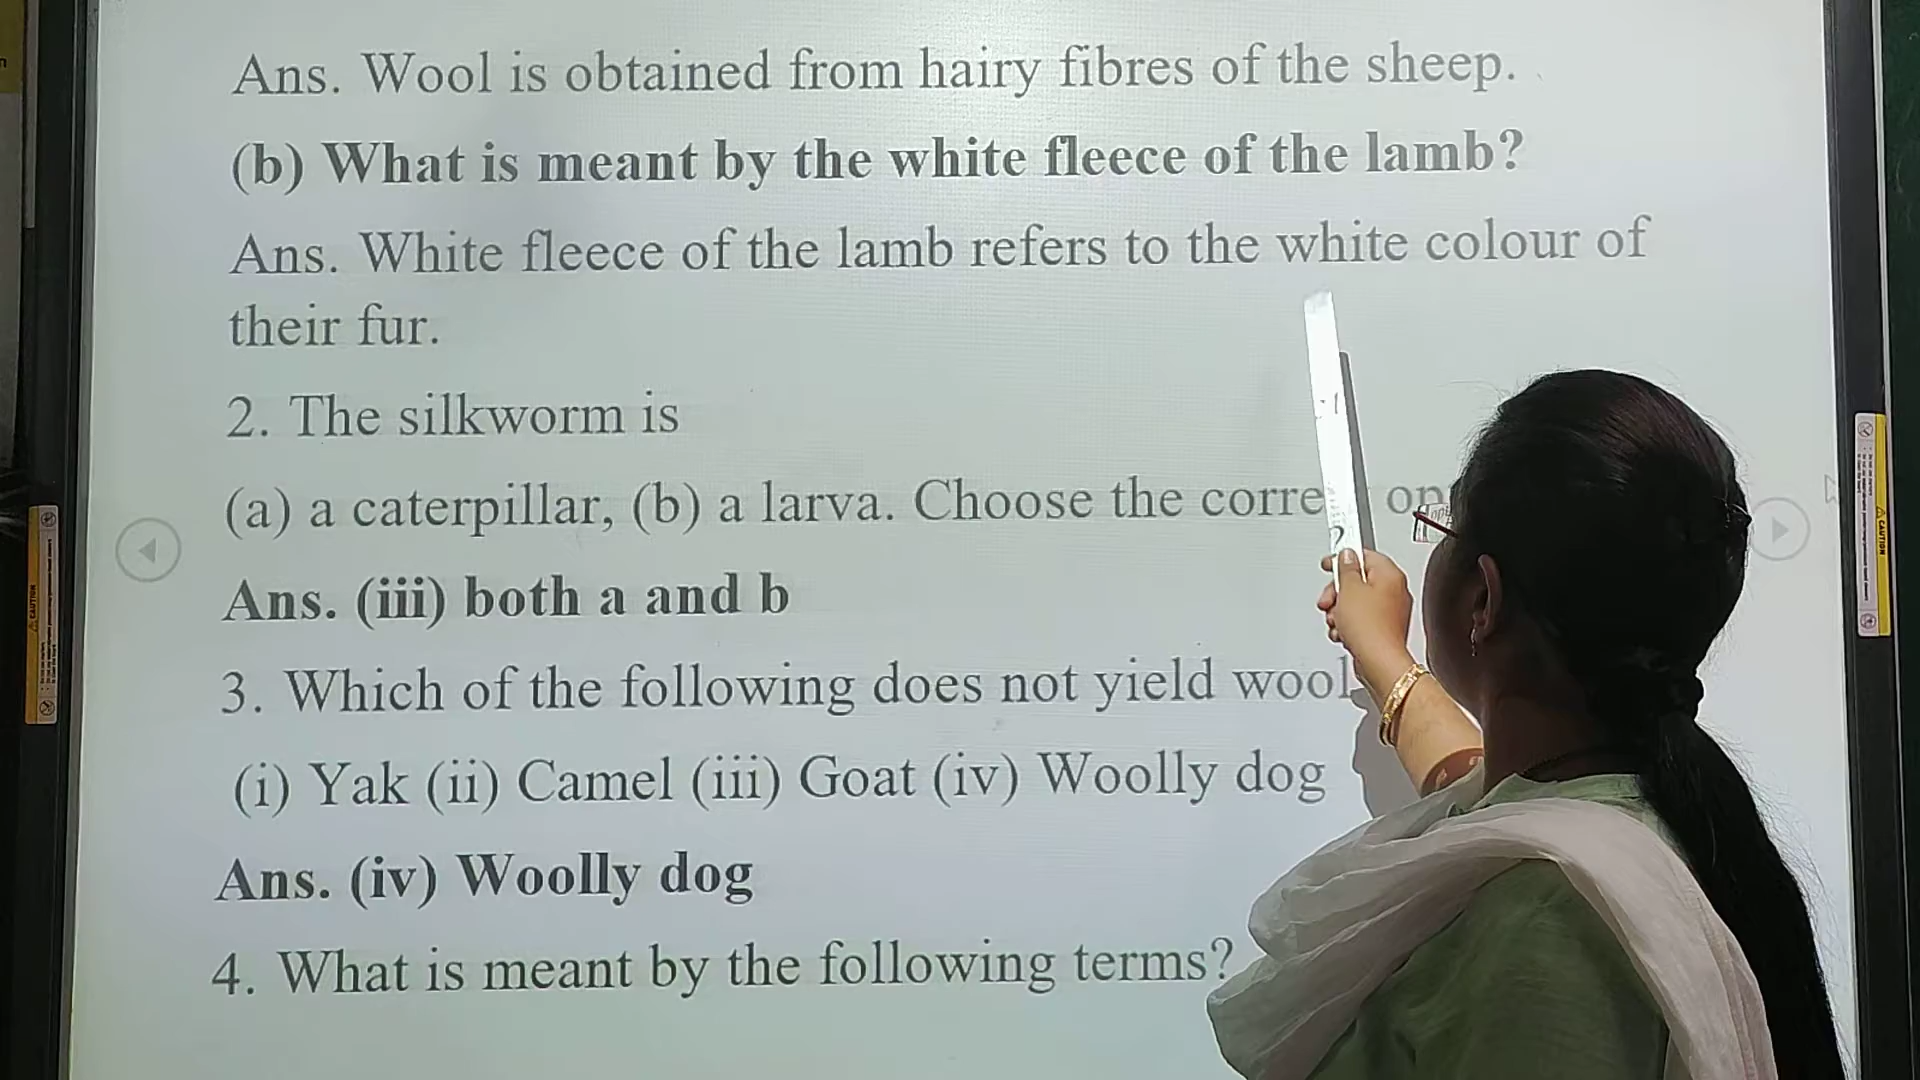 Ans. Wool is obtained from hairy fibres of the sheep.
(b) What is meant by the white fleece of the lamb?
Ans. White fleece of the lamb refers to the white colour of
their fur.
2. The silkworm is
(a) a caterpillar, (b) a larva. Choose the corre
Ans. (iii) both a and b
3. Which of the following does not yield wool
(i) Yak (ii) Camel (iii) Goat (iv) Woolly dog
Ans. (iv) Woolly dog
4. What is meant by the following terms?
CAUTION
CAUTION